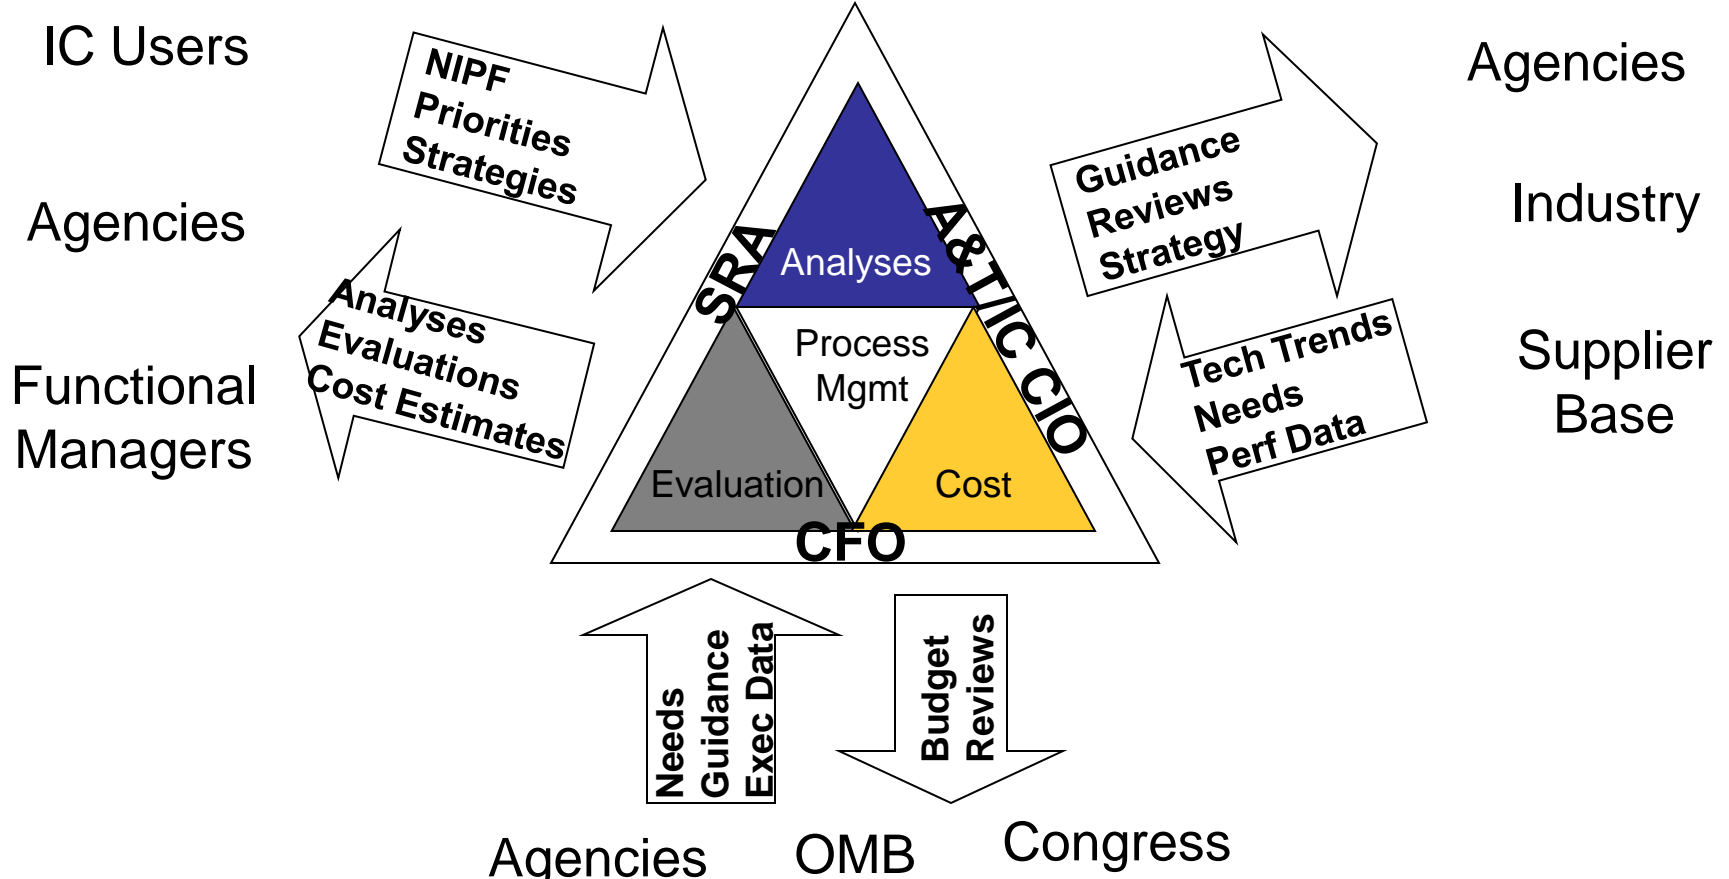 IC Users
Agencies
Functional
Managers
NIPF
Priorities
Strategies
Analyses
Evaluations
Cost Estimates
SRA
A&T/IC CIO
CFO
Analyses
Process
Mgmt
Evaluation
Cost
Guidance
Reviews
Strategy
Tech Trends
Needs
Perf Data
Agencies
Industry
Supplier
Base
Needs
Guidance
Exec Data
Budget
Reviews
Agencies
OMB
Congress